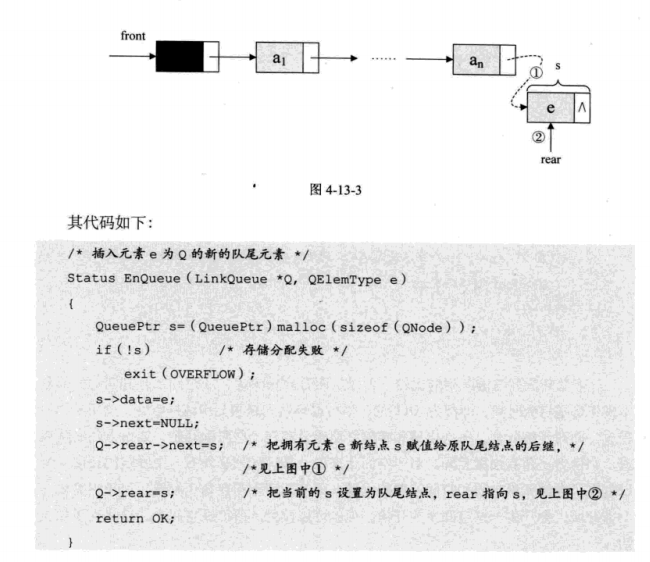 front
a1
……
an
①
s
e
∧
②
rear
图 4-13-3
其代码如下：
/* 插入元素 e 为 Q 的新的队尾元素 */
Status EnQueue(LinkQueue *Q, QElemType e)
{
QueuePtr s=(QueuePtr)malloc(sizeof(QNode));
if(!s) /* 存储分配失败 */
exit(OVERFLOW);
s->data=e;
s->next=NULL;
Q->rear->next=s; /* 把拥有元素 e 新结点 s 赋值给原队尾结点的后继，*/
/*见上图中① */
Q->rear=s; /* 把当前的 s 设置为队尾结点，rear 指向 s，见上图中② */
return OK;
}